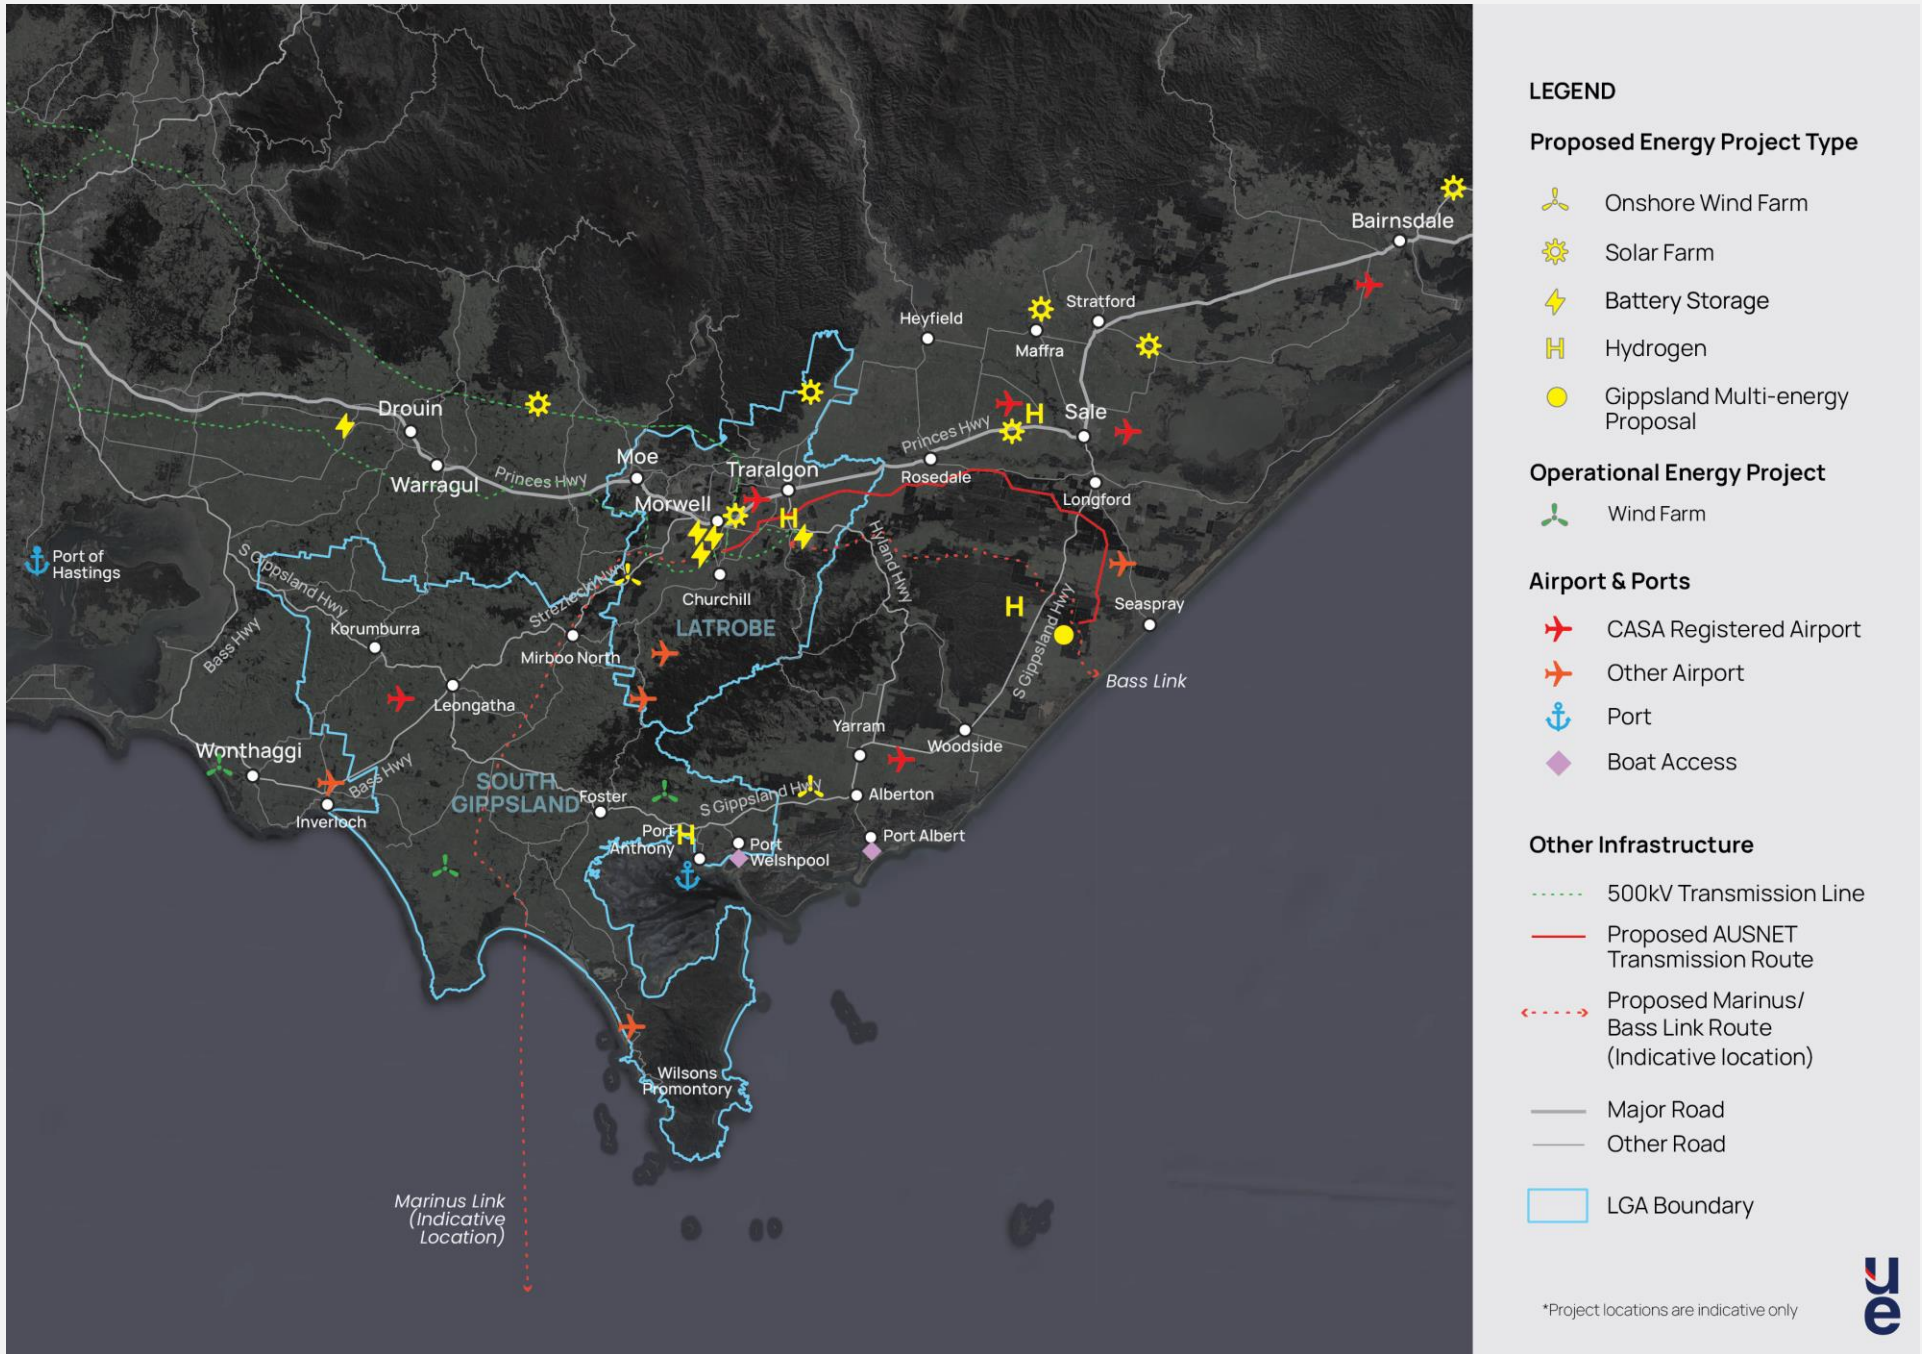 Bairnsdale
Stratford
Heyfield
Maffra
Drouin
Sale
Princes Hwy
Moe
Traralgon
Rosedale
Warragul
Princes Hwy
Longford
Morwell
Port of
Hastings
S Gippsland Hwy
Hyland Hwy
Strezlecki Hwy
Churchill
Seaspray
Korumburra
Bass Hwy
LATROBE
S Gippsland Hwy
Mirboo North
Bass Link
Leongatha
Yarram
Woodside
Wonthaggi
Bass Hwy
SOUTH
GIPPSLAND
Foster
S Gippsland Hwy
Alberton
Inverloch
Port
Anthony
Port
Welshpool
Port Albert
Wilsons
Promontory
Marinus Link
(Indicative
Location)
LEGEND
Proposed Energy Project Type
Onshore Wind Farm
Solar Farm
Battery Storage
H Hydrogen
Gippsland Multi-energy
Proposal
Operational Energy Project
Wind Farm
Airport & Ports
CASA Registered Airport
Other Airport
Port
Boat Access
Other Infrastructure
500kV Transmission Line
Proposed AUSNET
Transmission Route
Proposed Marinus/
Bass Link Route
(Indicative location)
Major Road
Other Road
LGA Boundary
*Project locations are indicative only
ue